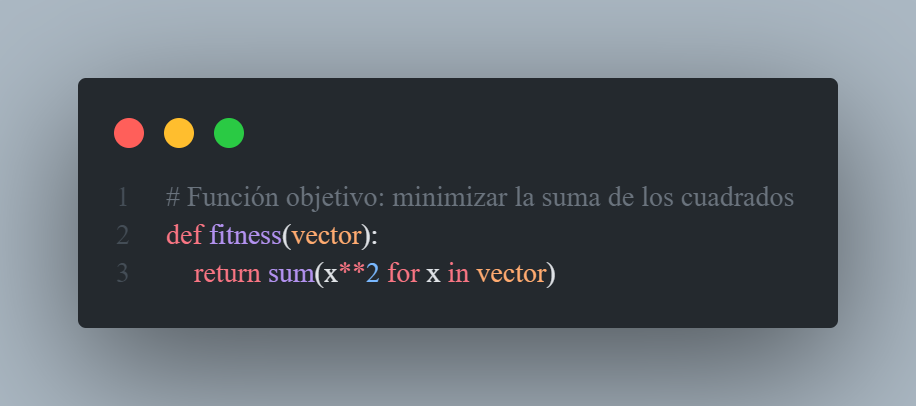 1 # Función objetivo: minimizar la suma de los cuadrados
2 def fitness(vector):
3     return sum(x**2 for x in vector)